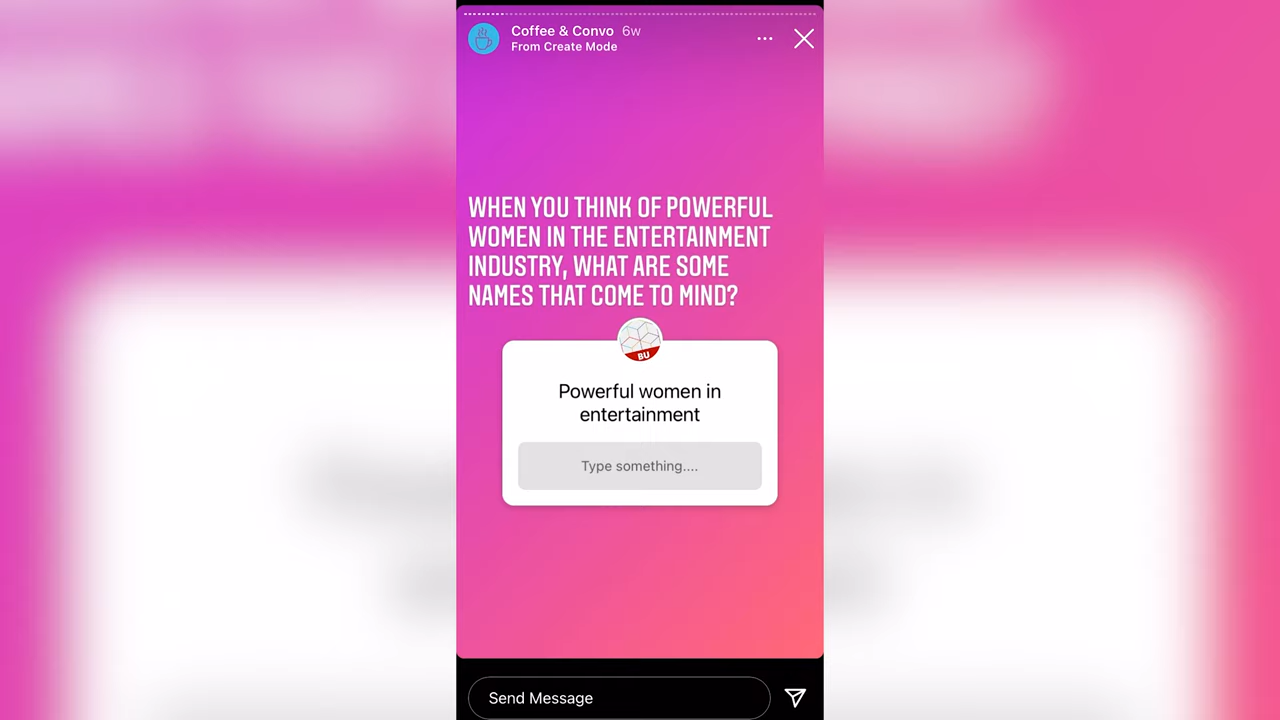 Coffee & Convo 6w
From Create Mode
WHEN YOU THINK OF POWERFUL
WOMEN IN THE ENTERTAINMENT
INDUSTRY, WHAT ARE SOME
NAMES THAT COME TO MIND?
BU
Powerful women in
entertainment
Type something....
Send Message